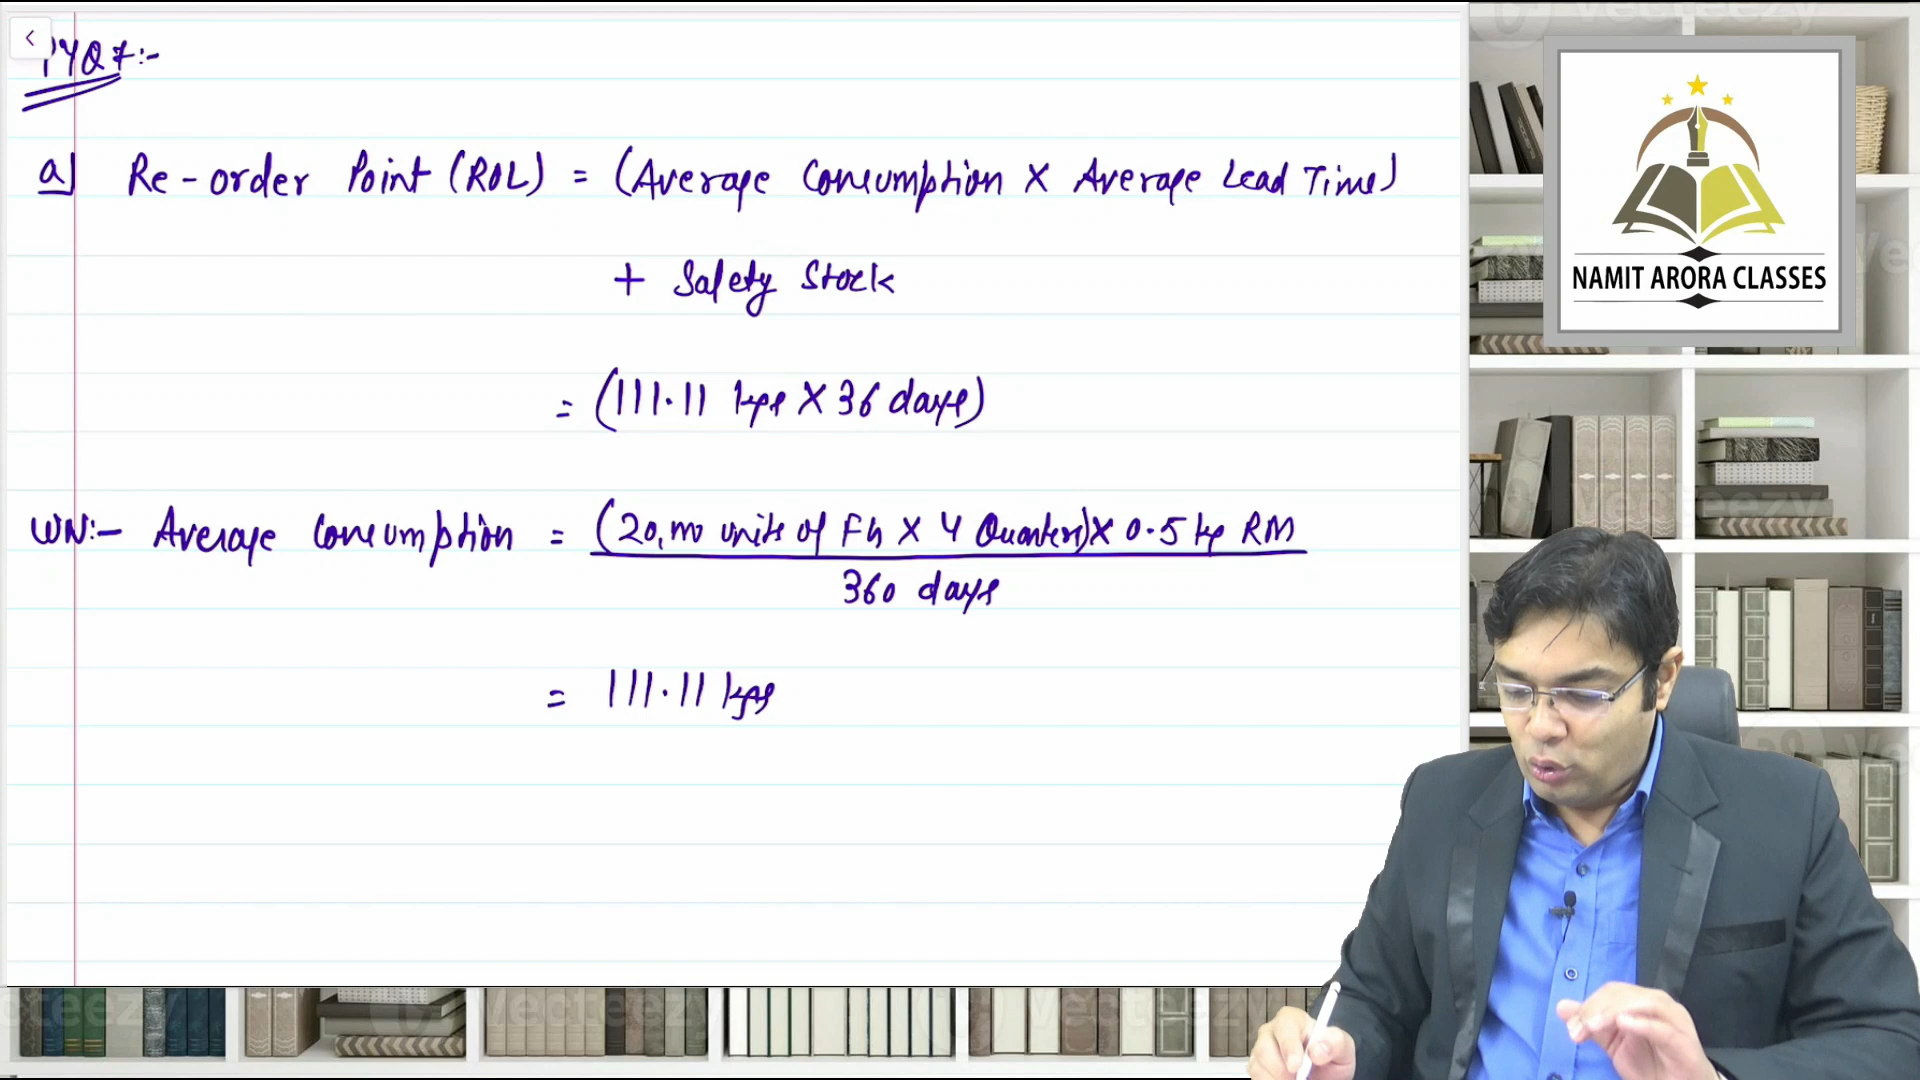 PYQ 7:-
a] Re-order Point (ROL) = (Average Consumption X Average Lead Time)
+ Safety Stock
= (111.11 kgs X 36 days)
WN:- Average Consumption = (20,000 units of FG X 4 Quarters) X 0.5 kg RM
360 days
= 111.11 kgs
NAMIT ARORA CLASSES